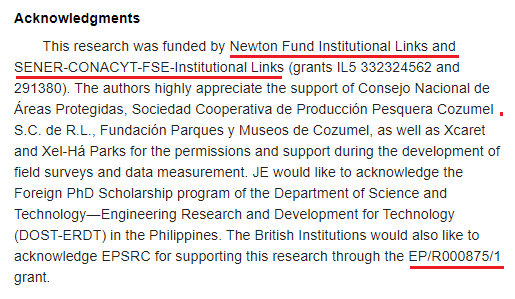 Acknowledgments
This research was funded by Newton Fund Institutional Links and
SENER-CONACYT-FSE-Institutional Links (grants IL5 332324562 and
291380). The authors highly appreciate the support of Consejo Nacional de
Áreas Protegidas, Sociedad Cooperativa de Producción Pesquera Cozumel
S.C. de R.L., Fundación Parques y Museos de Cozumel, as well as Xcaret
and Xel-Há Parks for the permissions and support during the development of
field surveys and data measurement. JE would like to acknowledge the
Foreign PhD Scholarship program of the Department of Science and
Technology—Engineering Research and Development for Technology
(DOST-ERDT) in the Philippines. The British Institutions would also like to
acknowledge EPSRC for supporting this research through the EP/R000875/1
grant.